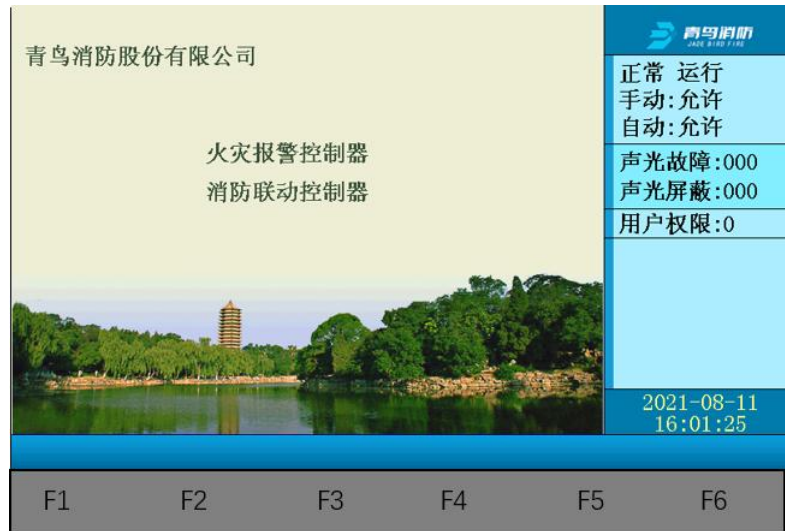 青鸟消防股份有限公司
火灾报警控制器
消防联动控制器
青鸟消防
JADE BIRD FIRE
正常 运行
手动:允许
自动:允许
声光故障:000
声光屏蔽:000
用户权限:0
2021-08-11
16:01:25
F1 F2 F3 F4 F5 F6